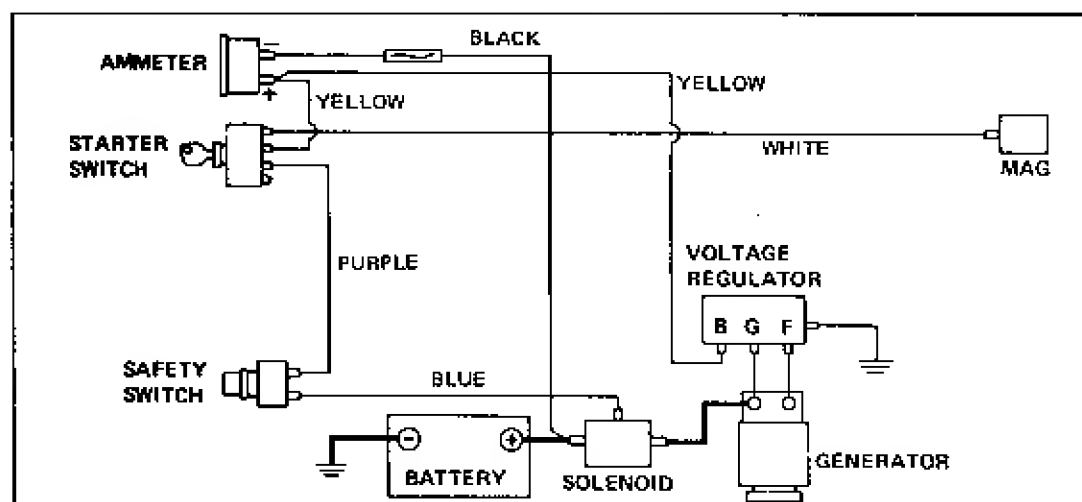 BLACK
AMMETER
−
+
YELLOW
YELLOW
STARTER
SWITCH
WHITE
MAG
PURPLE
VOLTAGE
REGULATOR
B G F
SAFETY
SWITCH
BLUE
− +
BATTERY
SOLENOID
GENERATOR